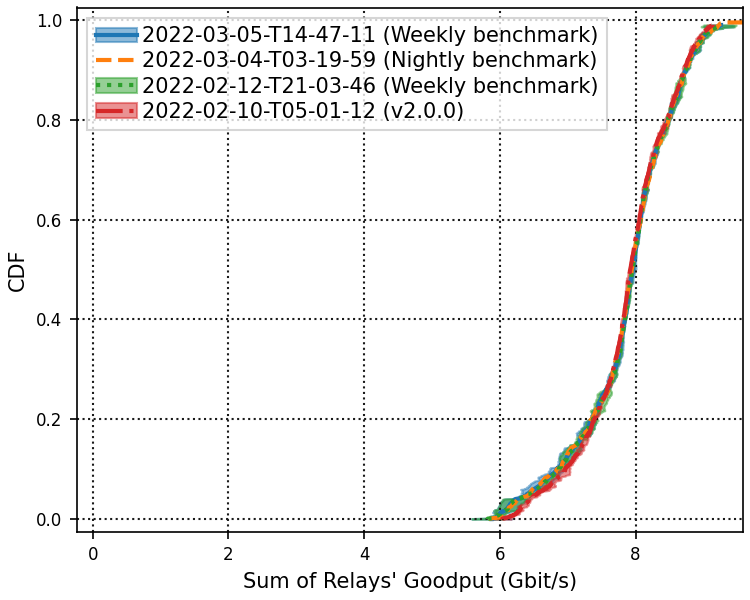 2022-03-05-T14-47-11 (Weekly benchmark)
2022-03-04-T03-19-59 (Nightly benchmark)
2022-02-12-T21-03-46 (Weekly benchmark)
2022-02-10-T05-01-12 (v2.0.0)
1.0
0.8
0.6
0.4
0.2
0.0
CDF
0 2 4 6 8
Sum of Relays' Goodput (Gbit/s)